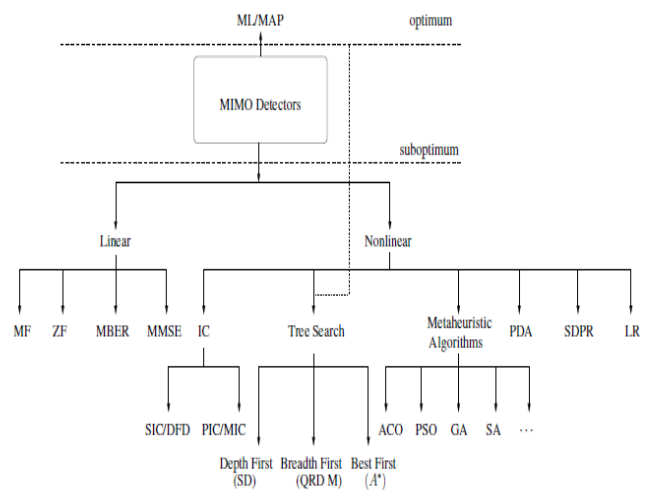 ML/MAP
optimum
MIMO Detectors
suboptimum
Linear
Nonlinear
MF
ZF
MBER
MMSE
IC
Tree Search
Metaheuristic
Algorithms
PDA
SDPR
LR
SIC/DFD
PIC/MIC
ACO
PSO
GA
SA
...
Depth First
(SD)
Breadth First
(QRD M)
Best First
(A*)